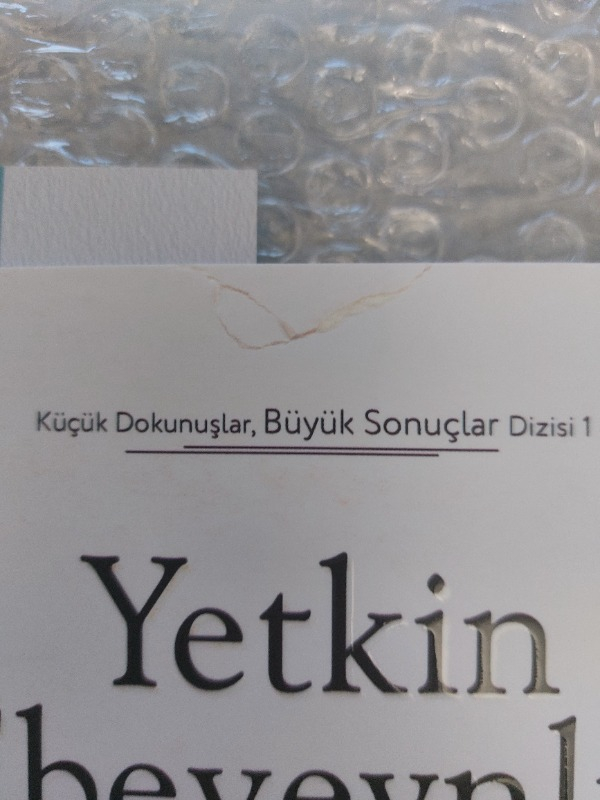 Küçük Dokunuşlar, Büyük Sonuçlar Dizisi 1
Yetkin